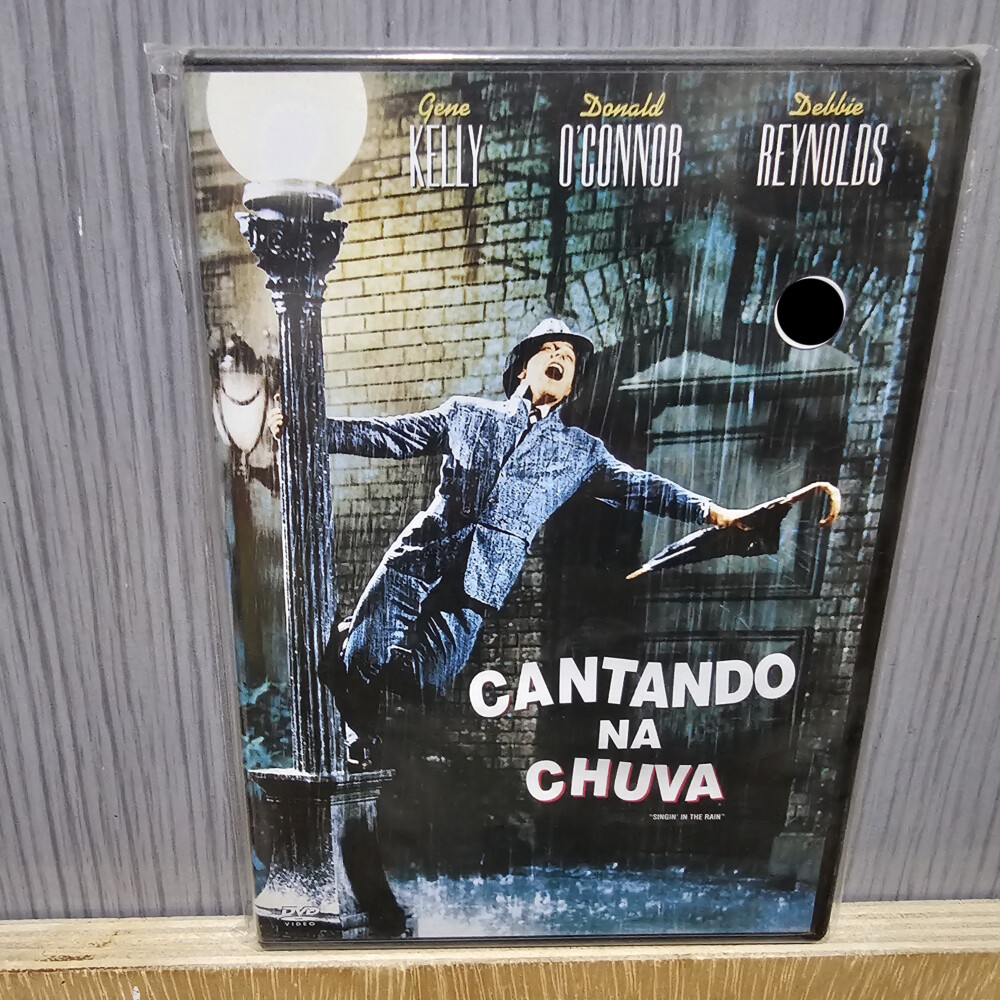 Gene Donald Debbie
KELLY O'CONNOR REYNOLDS
CANTANDO
NA
CHUVA
"SINGIN' IN THE RAIN"
DVD
VIDEO